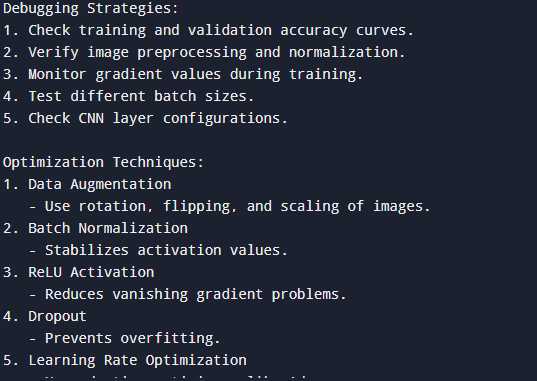 Debugging Strategies:
1. Check training and validation accuracy curves.
2. Verify image preprocessing and normalization.
3. Monitor gradient values during training.
4. Test different batch sizes.
5. Check CNN layer configurations.
Optimization Techniques:
1. Data Augmentation
- Use rotation, flipping, and scaling of images.
2. Batch Normalization
- Stabilizes activation values.
3. ReLU Activation
- Reduces vanishing gradient problems.
4. Dropout
- Prevents overfitting.
5. Learning Rate Optimization